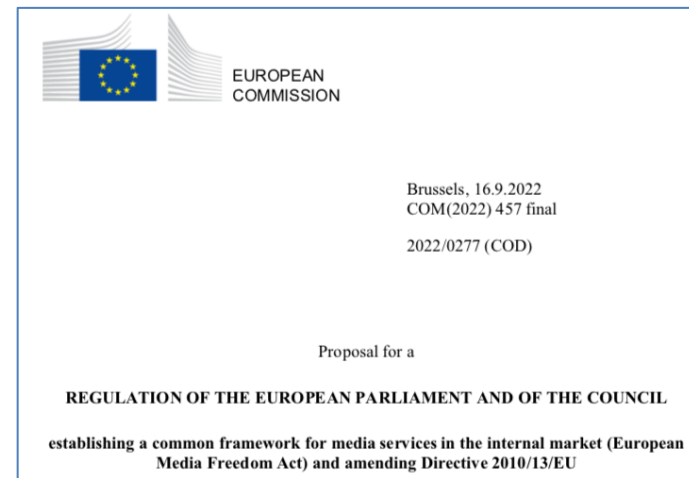 EUROPEAN
COMMISSION
Brussels, 16.9.2022
COM(2022) 457 final
2022/0277 (COD)
Proposal for a
REGULATION OF THE EUROPEAN PARLIAMENT AND OF THE COUNCIL
establishing a common framework for media services in the internal market (European
Media Freedom Act) and amending Directive 2010/13/EU